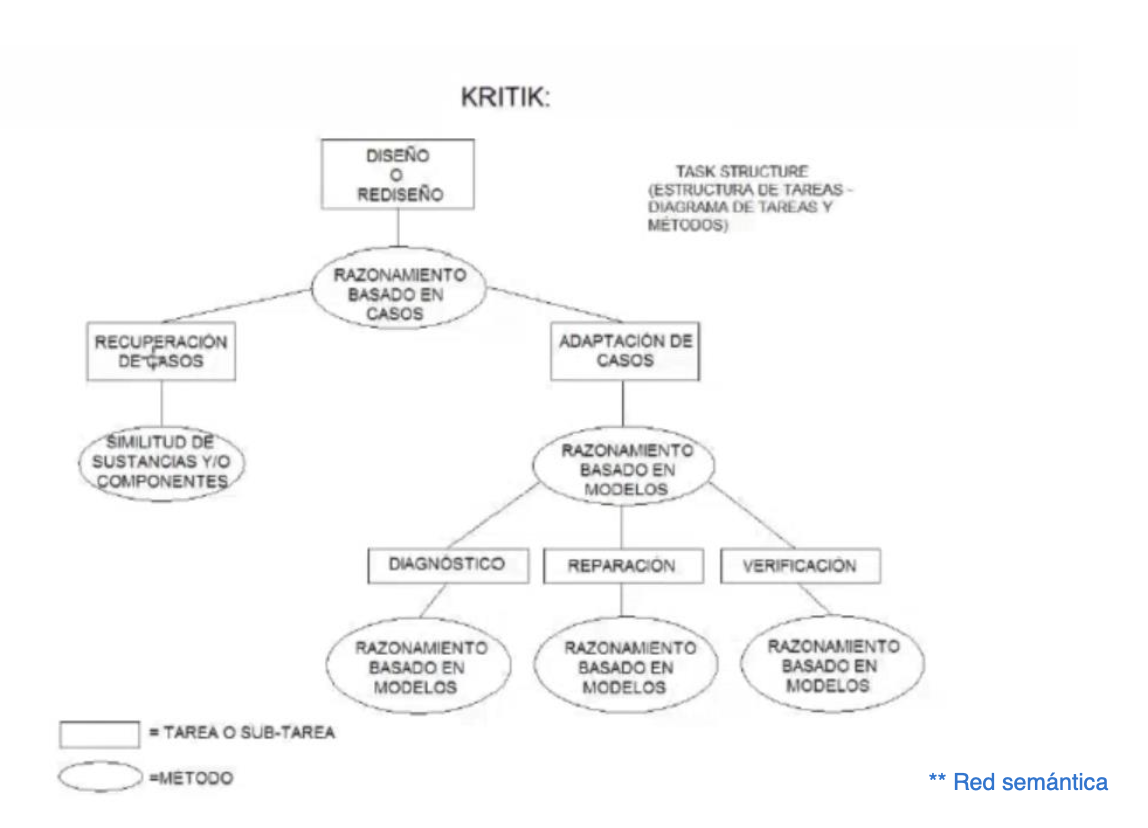 KRITIK:
DISEÑO
O
REDISEÑO
TASK STRUCTURE
(ESTRUCTURA DE TAREAS -
DIAGRAMA DE TAREAS Y
MÉTODOS)
RAZONAMIENTO
BASADO EN
CASOS
RECUPERACIÓN
DE CASOS
ADAPTACIÓN DE
CASOS
SIMILITUD DE
SUSTANCIAS Y/O
COMPONENTES
RAZONAMIENTO
BASADO EN
MODELOS
DIAGNÓSTICO
REPARACIÓN
VERIFICACIÓN
RAZONAMIENTO
BASADO EN
MODELOS
RAZONAMIENTO
BASADO EN
MODELOS
RAZONAMIENTO
BASADO EN
MODELOS
= TAREA O SUB-TAREA
=MÉTODO
** Red semántica